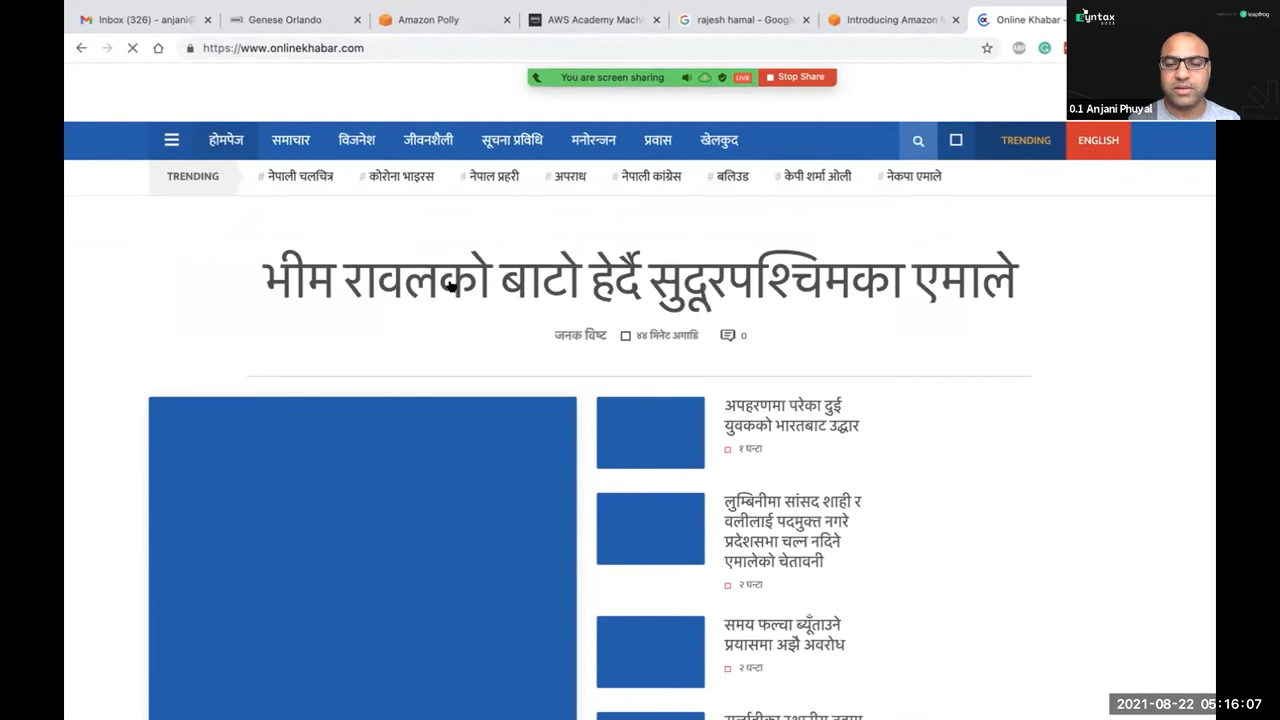 Inbox (326) - anjani@
Genese Orlando
Amazon Polly
AWS Academy Machi
rajesh hamal - Google
Introducing Amazon M
Online Khabar -
https://www.onlinekhabar.com
You are screen sharing
LIVE
Stop Share
syntax
leapfrog
0.1 Anjani Phuyal
होमपेज
समाचार
विजनेश
जीवनशैली
सूचना प्रविधि
मनोरन्जन
प्रवास
खेलकुद
TRENDING
ENGLISH
TRENDING
# नेपाली चलचित्र
# कोरोना भाइरस
# नेपाल प्रहरी
# अपराध
# नेपाली कांग्रेस
# बलिउड
# केपी शर्मा ओली
# नेकपा एमाले
भीम रावलको बाटो हेर्दै सुदूरपश्चिमका एमाले
जनक विष्ट
४४ मिनेट अगाडि
0
अपहरणमा परेका दुई
युवकको भारतबाट उद्धार
१ घन्टा
लुम्बिनीमा सांसद शाही र
वलीलाई पदमुक्त नगरे
प्रदेशसभा चल्न नदिने
एमालेको चेतावनी
२ घन्टा
समय फल्चा ब्यूँताउने
प्रयासमा अझै अवरोध
२ घन्टा
2021-08-22 05:16:07